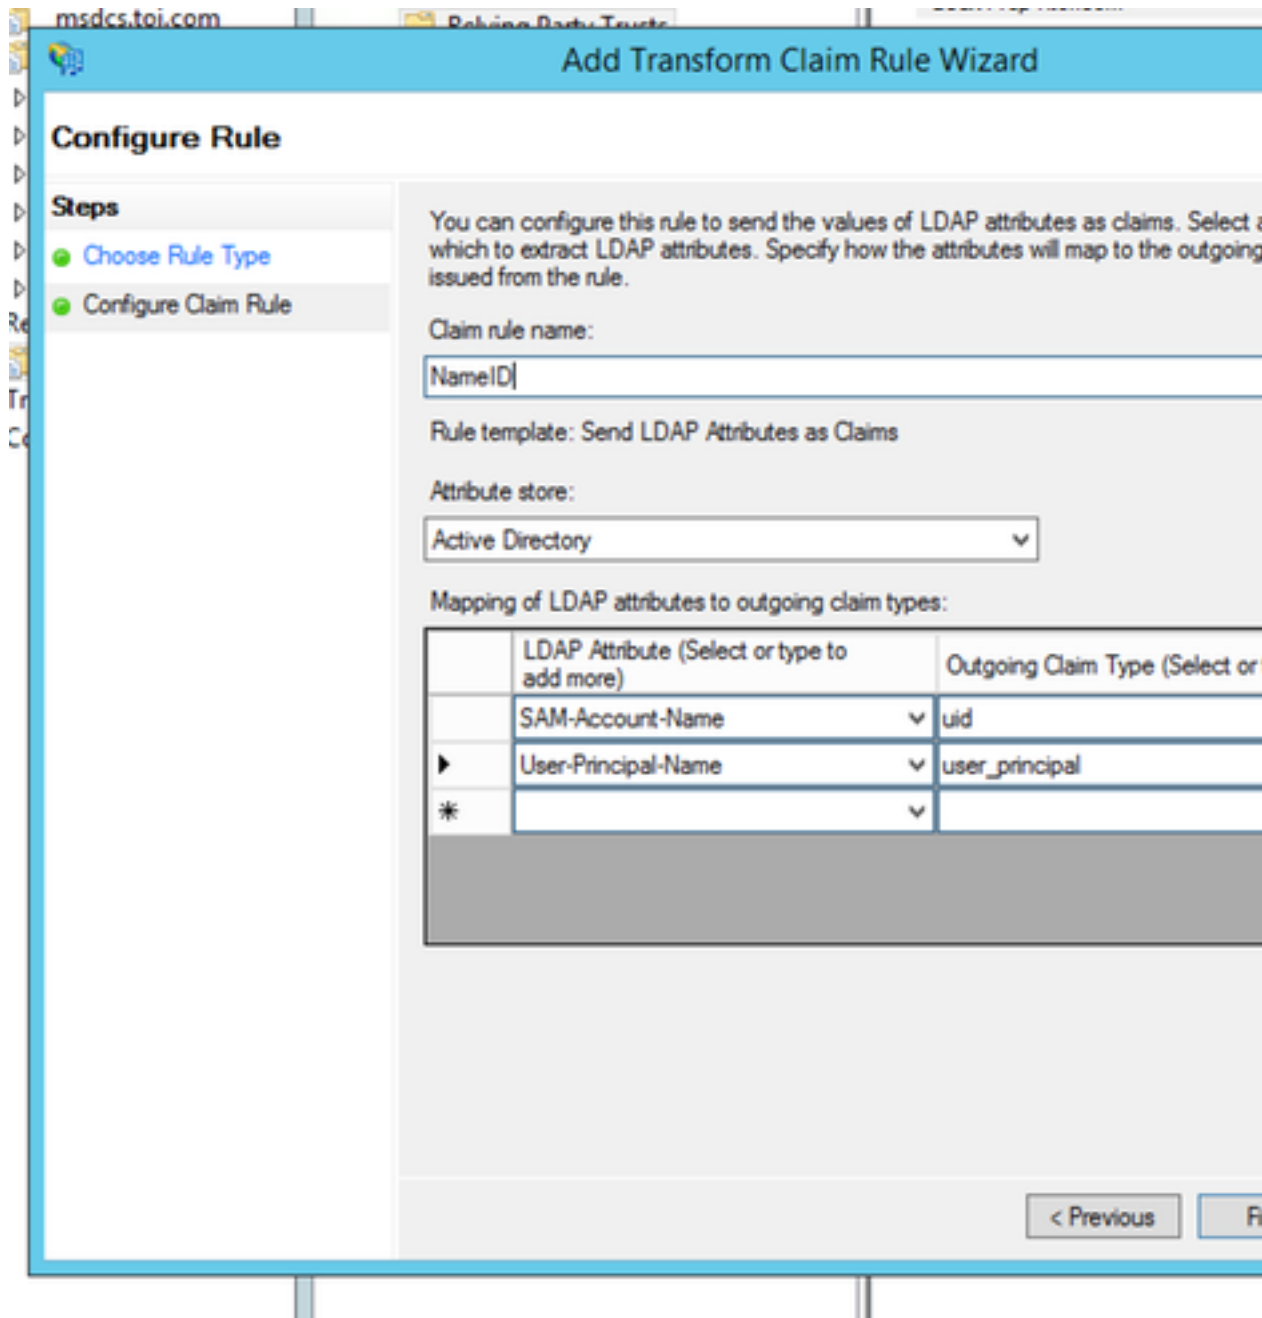 msdcs.toi.com
Relying Party Trusts
Add Transform Claim Rule Wizard
Configure Rule
Steps
Choose Rule Type
Configure Claim Rule
You can configure this rule to send the values of LDAP attributes as claims. Select a
which to extract LDAP attributes. Specify how the attributes will map to the outgoing
issued from the rule.
Claim rule name:
NameID
Rule template: Send LDAP Attributes as Claims
Attribute store:
Active Directory
Mapping of LDAP attributes to outgoing claim types:
LDAP Attribute (Select or type to
add more)
Outgoing Claim Type (Select or
SAM-Account-Name
uid
User-Principal-Name
user_principal
< Previous
Re
Tr